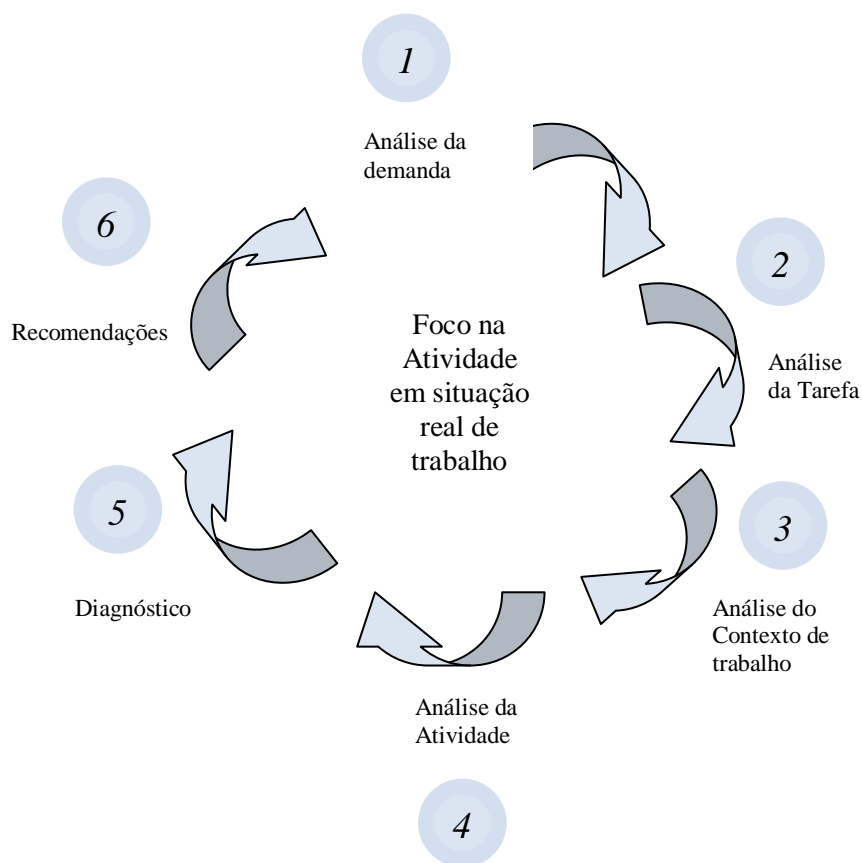 1
Análise da
demanda
2
Análise
da Tarefa
3
Análise do
Contexto de
trabalho
4
Análise da
Atividade
5
Diagnóstico
6
Recomendações
Foco na
Atividade
em situação
real de
trabalho